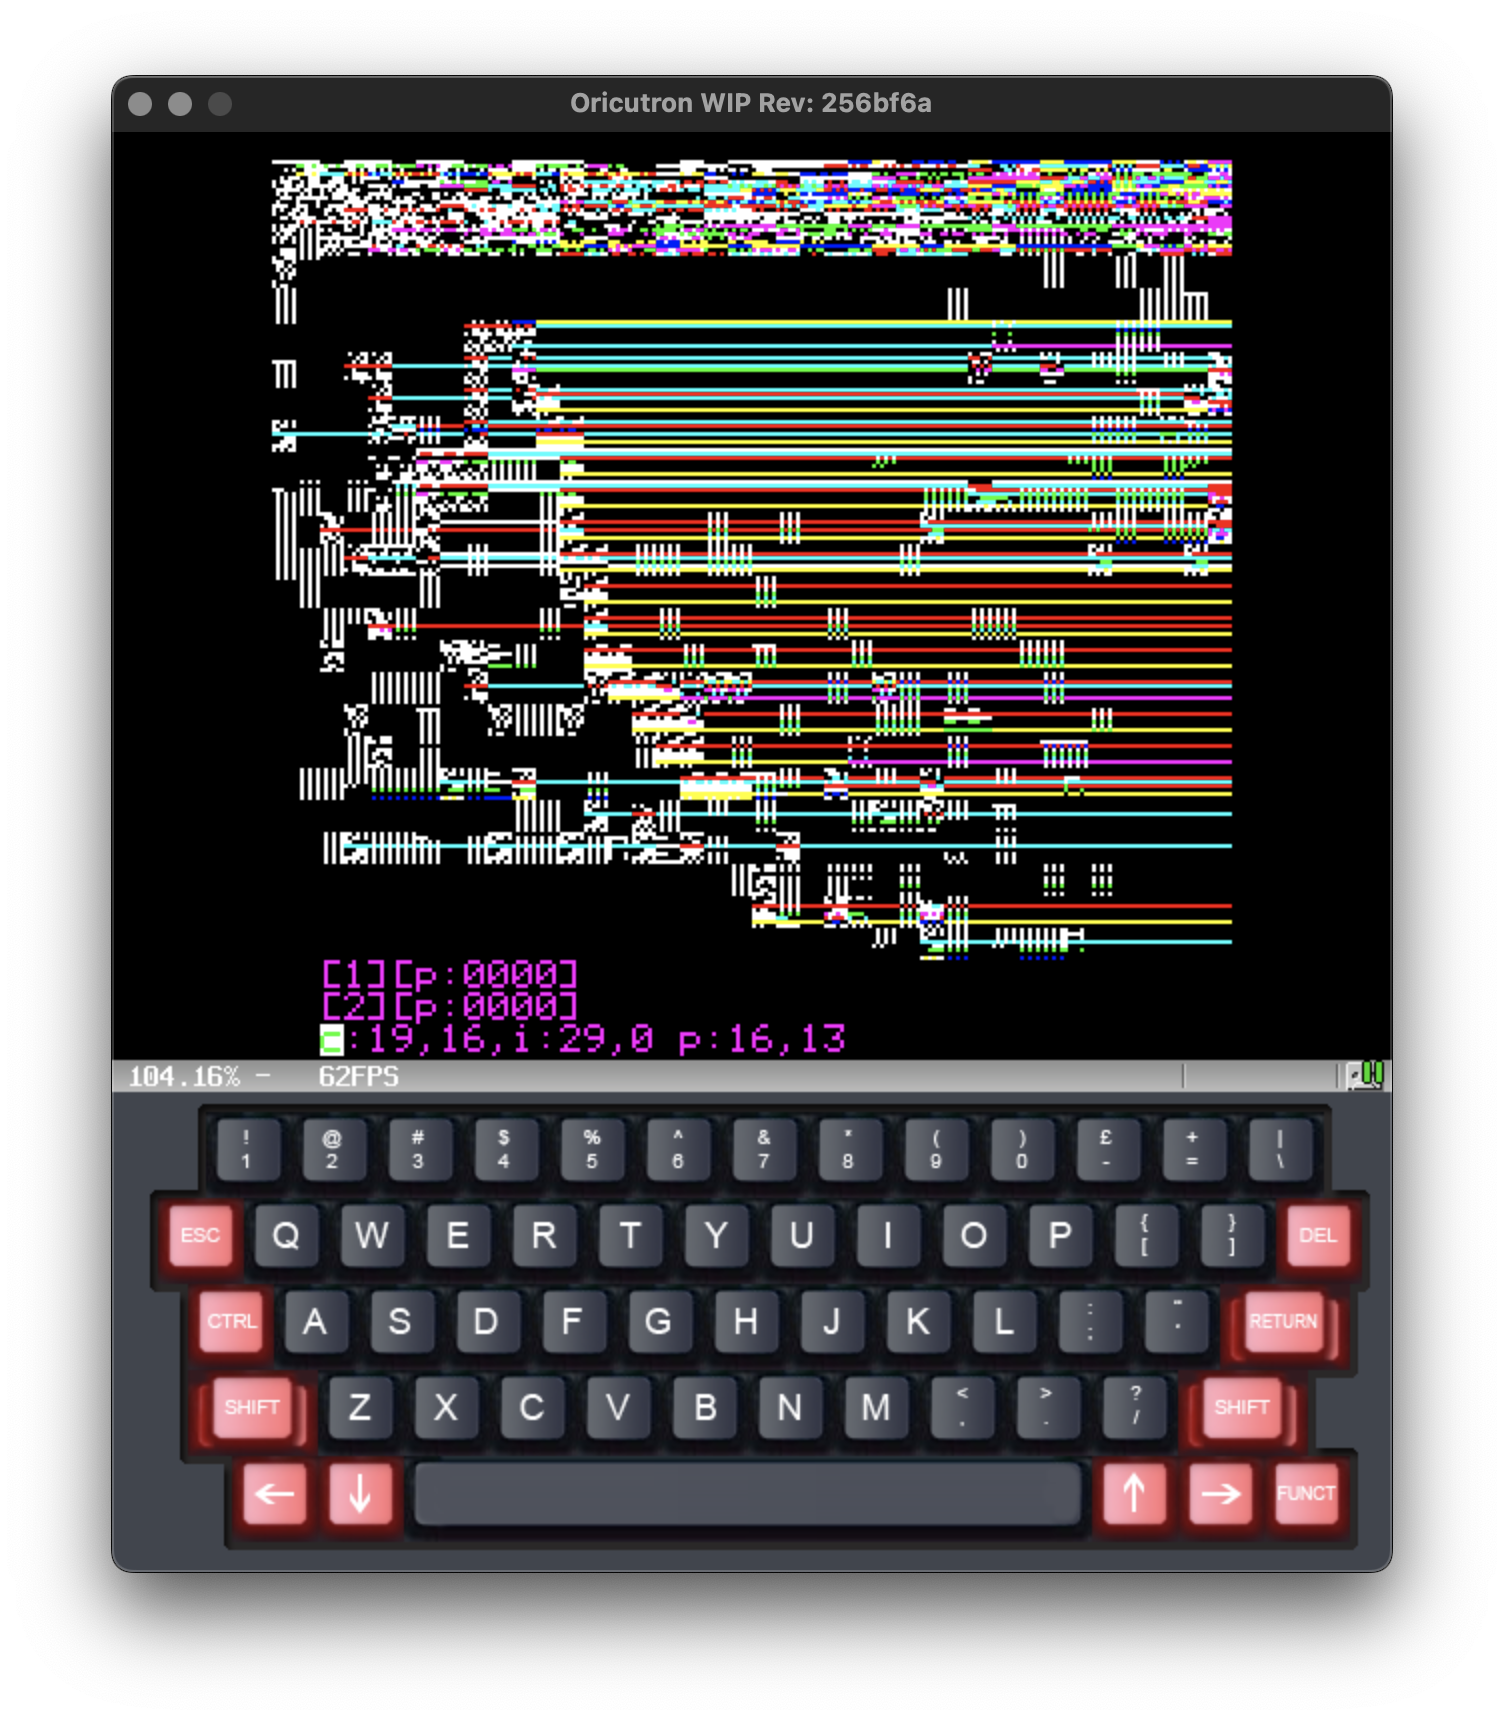 Oricutron WIP Rev: 256bf6a
[1][p:0000]
[2][p:0000]
c:19,16,i:29,0 p:16,13
104.16% - 62FPS
! @ # $ % ^ & * ( ) £ + |
1 2 3 4 5 6 7 8 9 0 - = \
ESC Q W E R T Y U I O P { [ } ] DEL
CTRL A S D F G H J K L : ; " ' RETURN
SHIFT Z X C V B N M < , > . ? / SHIFT
← ↓ ↑ → FUNCT